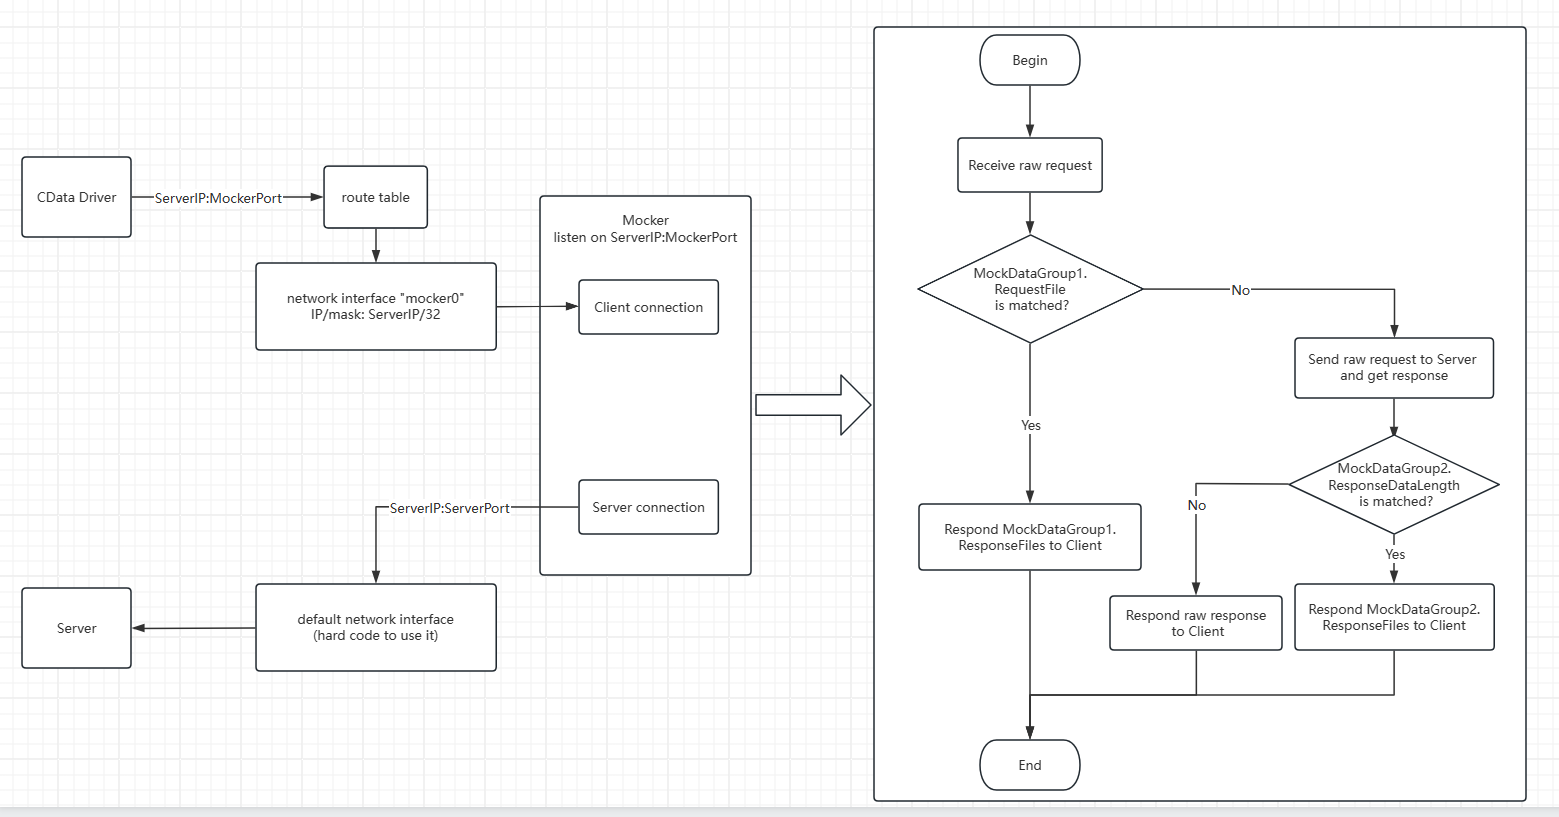 CData Driver
ServerIP:MockerPort
route table
network interface "mocker0"
IP/mask: ServerIP/32
Mocker
listen on ServerIP:MockerPort
Client connection
Server connection
ServerIP:ServerPort
default network interface
(hard code to use it)
Server
Begin
Receive raw request
MockDataGroup1.
RequestFile
is matched?
No
Send raw request to Server
and get response
Yes
MockDataGroup2.
ResponseDataLength
is matched?
No
Yes
Respond MockDataGroup1.
ResponseFiles to Client
Respond raw response
to Client
Respond MockDataGroup2.
ResponseFiles to Client
End